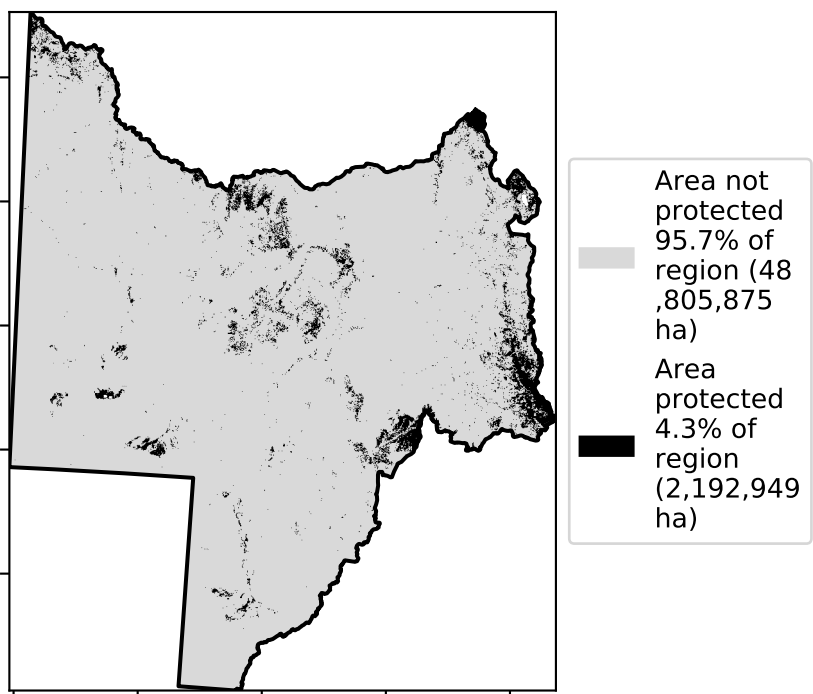 Area not
protected
95.7% of
region (48
,805,875
ha)
Area
protected
4.3% of
region
(2,192,949
ha)